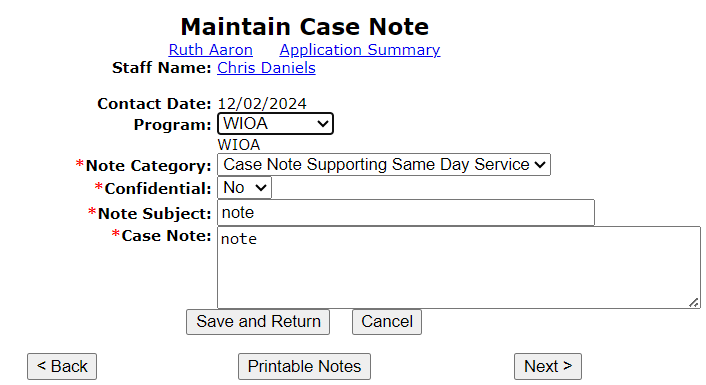 Maintain Case Note
Ruth Aaron Application Summary
Staff Name: Chris Daniels
Contact Date: 12/02/2024
Program: WIOA
WIOA
*Note Category: Case Note Supporting Same Day Service
*Confidential: No
*Note Subject: note
*Case Note: note
Save and Return Cancel
< Back Printable Notes Next >